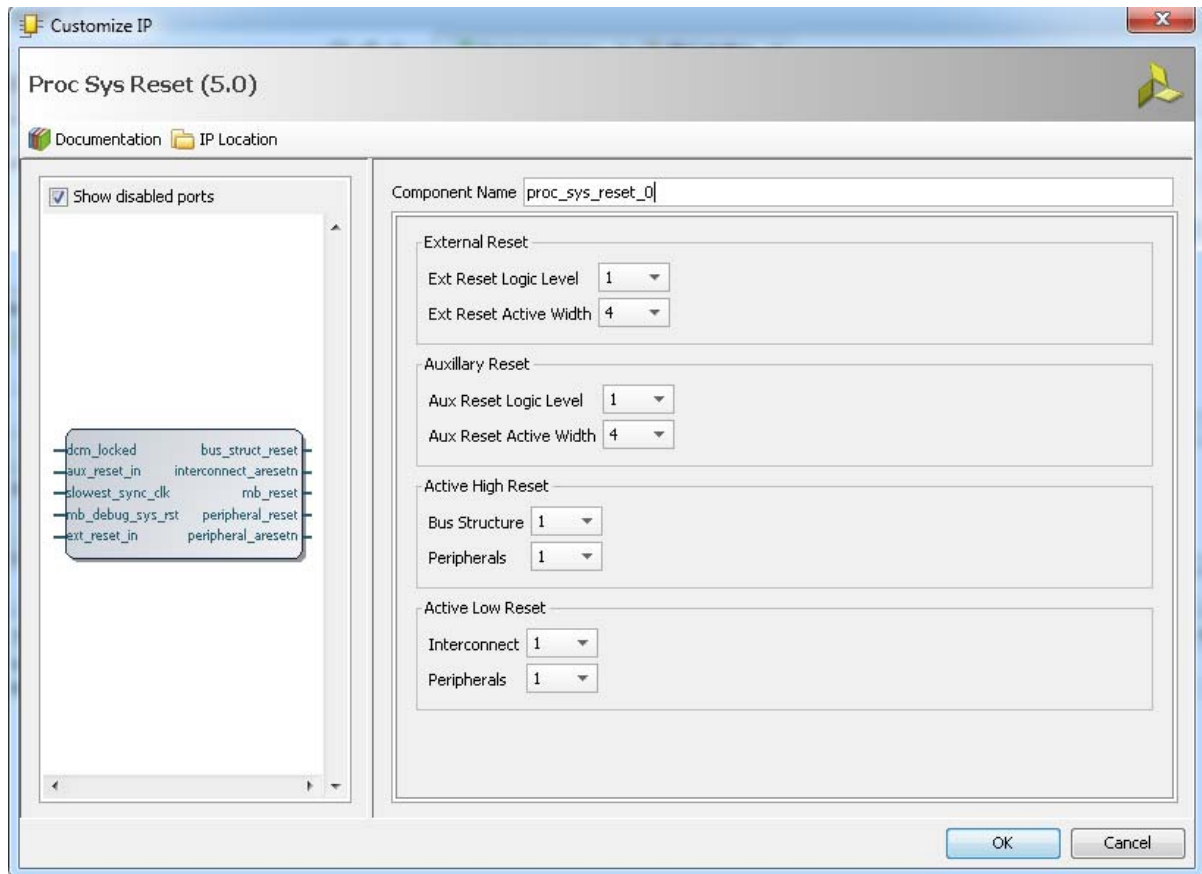 Customize IP
Proc Sys Reset (5.0)
Documentation IP Location
Show disabled ports
dcm_locked bus_struct_reset
aux_reset_in interconnect_aresetn
slowest_sync_clk mb_reset
mb_debug_sys_rst peripheral_reset
ext_reset_in peripheral_aresetn
Component Name proc_sys_reset_0
External Reset
Ext Reset Logic Level 1
Ext Reset Active Width 4
Auxillary Reset
Aux Reset Logic Level 1
Aux Reset Active Width 4
Active High Reset
Bus Structure 1
Peripherals 1
Active Low Reset
Interconnect 1
Peripherals 1
OK Cancel